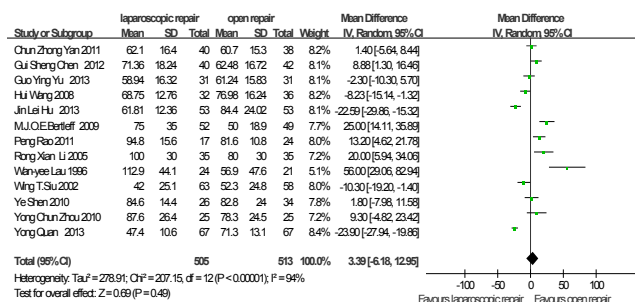 laparoscopic repair open repair Mean Difference Mean Difference
Study or Subgroup Mean SD Total Mean SD Total Weight IV, Random, 95% CI IV, Random, 95% CI
Chun Zhong Yan 2011 62.1 16.4 40 60.7 15.3 38 8.2% 1.40 [-5.64, 8.44]
Gui Sheng Chen 2012 71.36 18.24 40 62.48 16.72 42 8.1% 8.88 [1.30, 16.46]
Guo Ying Yu 2013 58.94 16.32 31 61.24 15.83 31 8.1% -2.30 [-10.30, 5.70]
Hui Wang 2008 68.75 12.76 32 76.98 16.24 36 8.2% -8.23 [-15.14, -1.32]
Jin Lei Hu 2013 61.81 12.36 53 84.4 24.02 53 8.2% -22.59 [-29.86, -15.32]
M.J.O.E.Bertleff 2009 75 35 52 50 18.9 49 7.4% 25.00 [14.11, 35.89]
Peng Rao 2011 94.8 15.6 17 81.6 10.8 24 8.0% 13.20 [4.62, 21.78]
Rong Xian Li 2005 100 30 35 80 30 35 6.6% 20.00 [5.94, 34.06]
Wan-yee Lau 1996 112.9 44.1 24 56.9 47.6 21 4.1% 56.00 [29.06, 82.94]
Wing T.Siu 2002 42 25.1 63 52.3 24.8 58 7.9% -10.30 [-19.20, -1.40]
Ye Shen 2010 84.6 14.4 26 82.8 24 34 7.7% 1.80 [-7.98, 11.58]
Yong Chun Zhou 2010 87.6 26.4 25 78.3 24.5 25 6.6% 9.30 [-4.82, 23.42]
Yong Quan 2013 47.4 10.6 67 71.3 13.1 67 8.7% -23.90 [-27.94, -19.86]
Total (95% CI) 505 513 100.0% 3.39 [-6.18, 12.95]
Heterogeneity: Tau² = 278.91; Chi² = 207.15, df = 12 (P < 0.00001); I² = 94%
Test for overall effect: Z = 0.69 (P = 0.49)
-100 -50 0 50 100
Favours laparoscopic repair Favours open repair